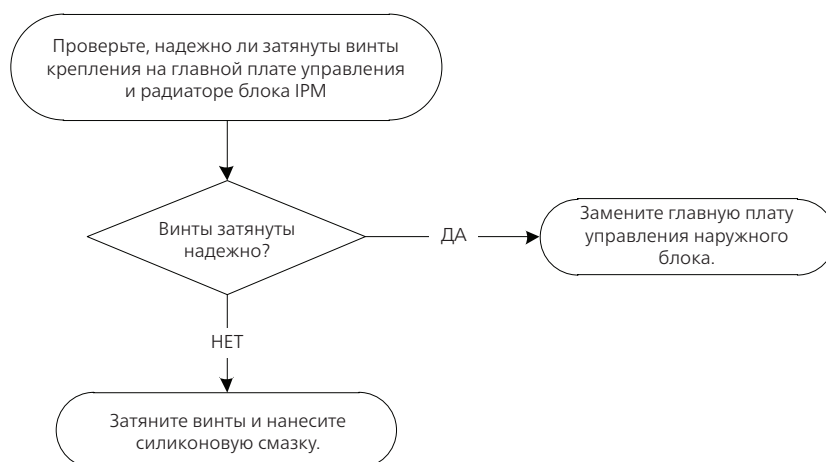 Проверьте, надежно ли затянуты винты
крепления на главной плате управления
и радиаторе блока IPM
Винты затянуты
надежно?
ДА
Замените главную плату
управления наружного
блока.
НЕТ
Затяните винты и нанесите
силиконовую смазку.